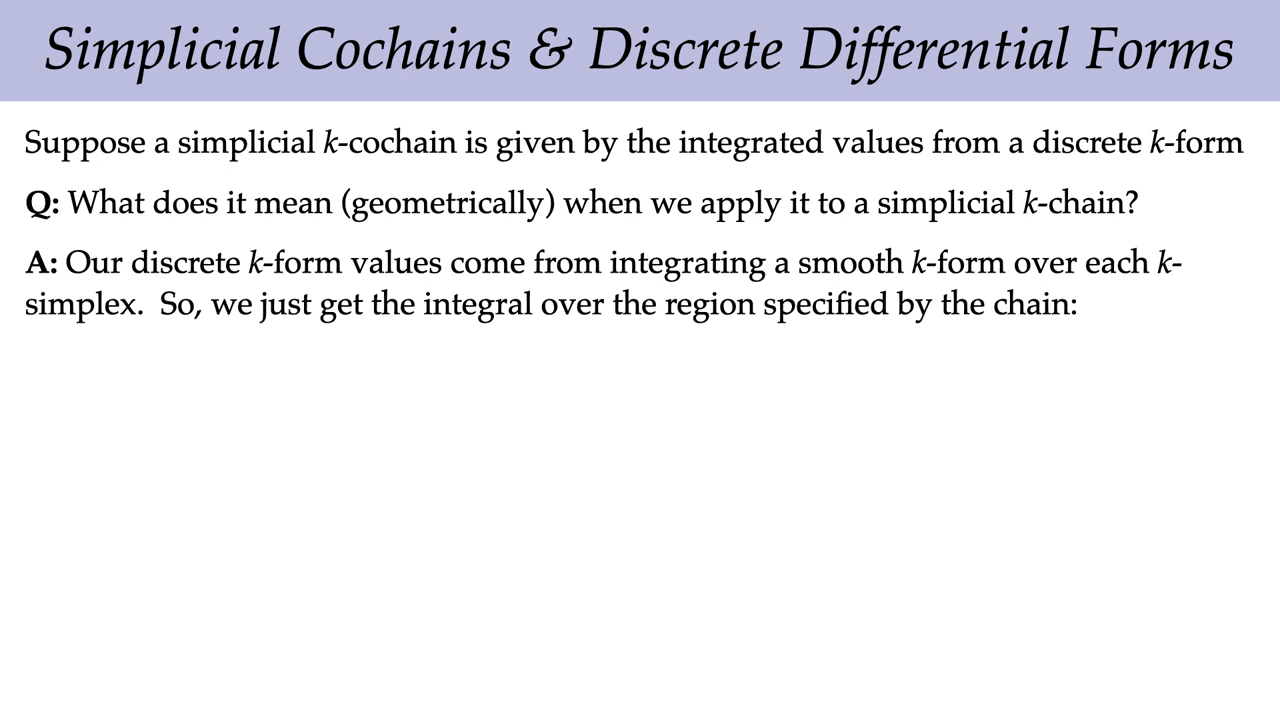 Simplicial Cochains & Discrete Differential Forms
Suppose a simplicial k-cochain is given by the integrated values from a discrete k-form
Q: What does it mean (geometrically) when we apply it to a simplicial k-chain?
A: Our discrete k-form values come from integrating a smooth k-form over each k-
simplex.  So, we just get the integral over the region specified by the chain: